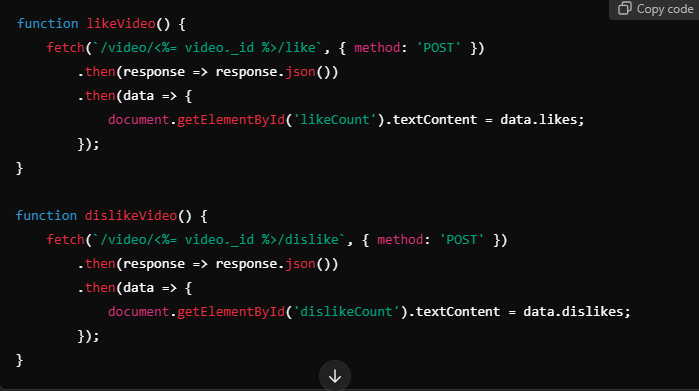 Copy code
function likeVideo() {
    fetch(`/video/<%= video._id %>/like`, { method: 'POST' })
        .then(response => response.json())
        .then(data => {
            document.getElementById('likeCount').textContent = data.likes;
        });
}

function dislikeVideo() {
    fetch(`/video/<%= video._id %>/dislike`, { method: 'POST' })
        .then(response => response.json())
        .then(data => {
            document.getElementById('dislikeCount').textContent = data.dislikes;
        });
}